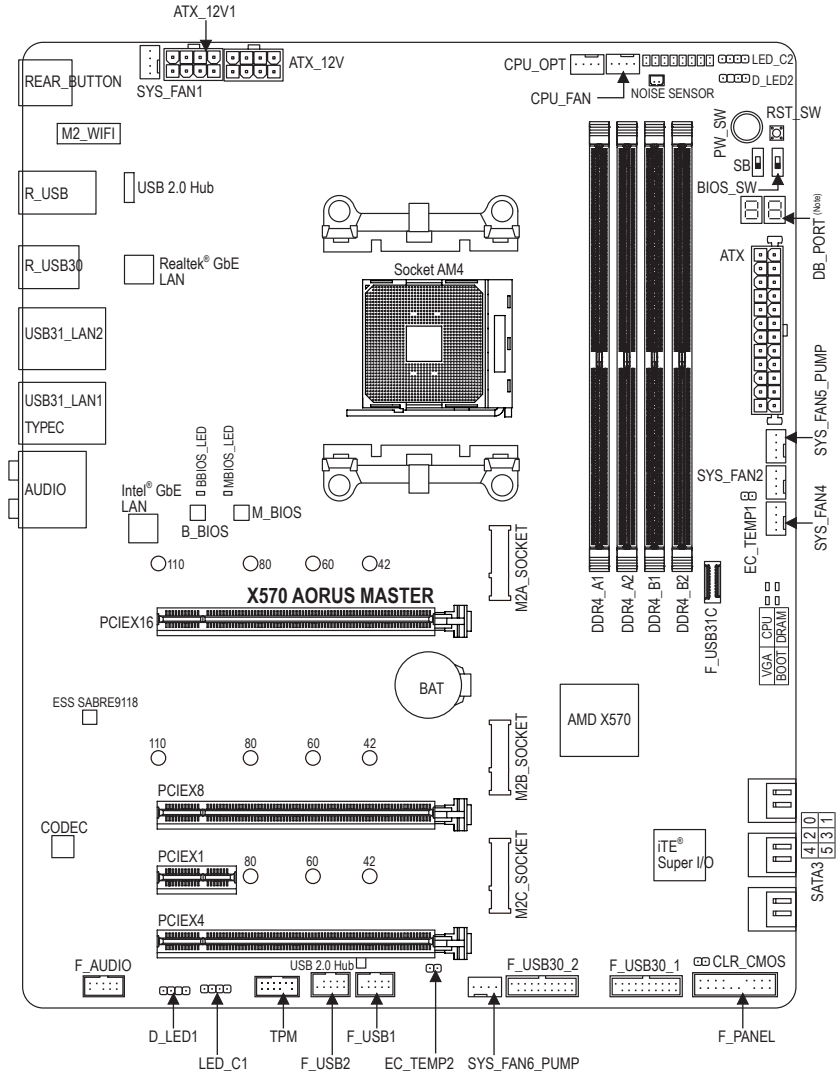 ATX_12V1
ATX_12V
SYS_FAN1
CPU_OPT
CPU_FAN
NOISE SENSOR
LED_C2
D_LED2
REAR_BUTTON
M2_WIFI
PW_SW
RST_SW
SB
BIOS_SW
R_USB
USB 2.0 Hub
DB_PORT (Note)
R_USB30
Realtek® GbE
LAN
Socket AM4
ATX
USB31_LAN2
USB31_LAN1
TYPEC
SYS_FAN5_PUMP
AUDIO
BBIOS_LED
MBIOS_LED
Intel® GbE
LAN
B_BIOS
M_BIOS
SYS_FAN2
EC_TEMP1
SYS_FAN4
110
80
60
42
M2A_SOCKET
X570 AORUS MASTER
DDR4_A1
DDR4_A2
DDR4_B1
DDR4_B2
F_USB31C
PCIEX16
CPU DRAM
VGA BOOT
BAT
ESS SABRE9118
AMD X570
110
80
60
42
M2B_SOCKET
PCIEX8
CODEC
PCIEX1
80
60
42
M2C_SOCKET
iTE®
Super I/O
4 2 0
5 3 1
SATA3
PCIEX4
USB 2.0 Hub
F_AUDIO
F_USB30_2
F_USB30_1
CLR_CMOS
D_LED1
LED_C1
TPM
F_USB2
F_USB1
EC_TEMP2
SYS_FAN6_PUMP
F_PANEL